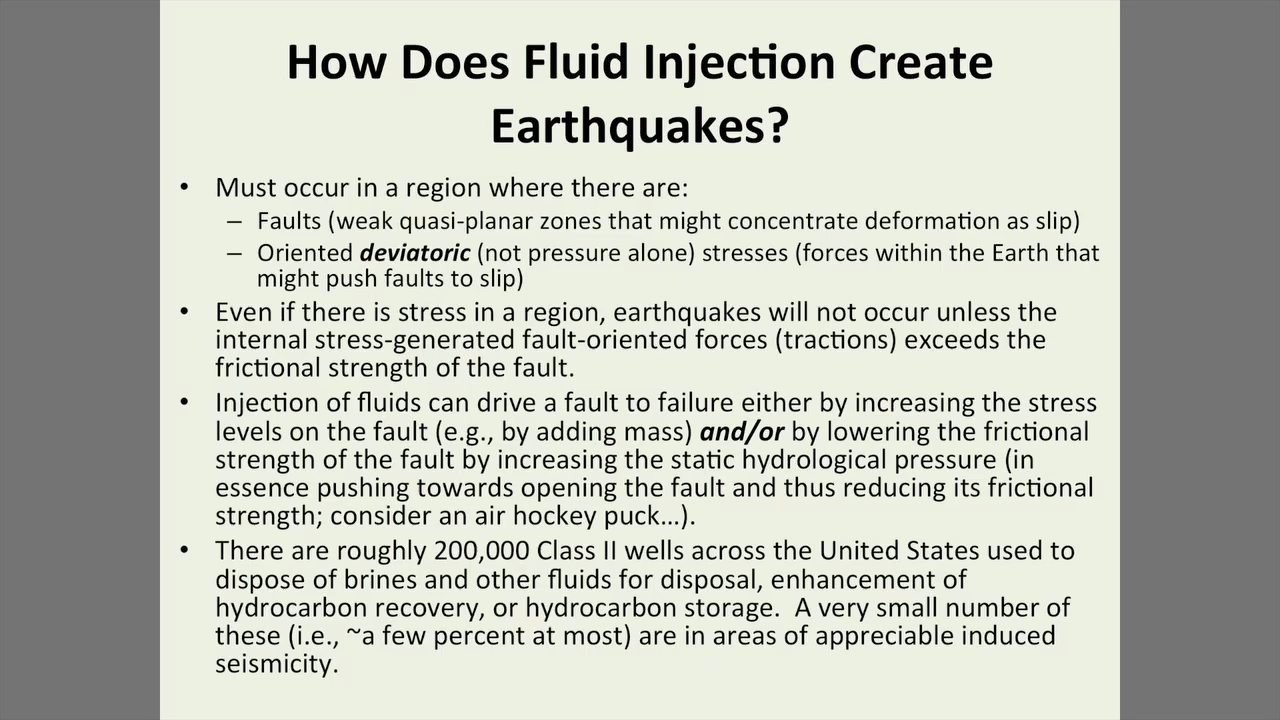 How Does Fluid Injection Create
Earthquakes?
• Must occur in a region where there are:
– Faults (weak quasi-planar zones that might concentrate deformation as slip)
– Oriented deviatoric (not pressure alone) stresses (forces within the Earth that
might push faults to slip)
• Even if there is stress in a region, earthquakes will not occur unless the
internal stress-generated fault-oriented forces (tractions) exceeds the
frictional strength of the fault.
• Injection of fluids can drive a fault to failure either by increasing the stress
levels on the fault (e.g., by adding mass) and/or by lowering the frictional
strength of the fault by increasing the static hydrological pressure (in
essence pushing towards opening the fault and thus reducing its frictional
strength; consider an air hockey puck…).
• There are roughly 200,000 Class II wells across the United States used to
dispose of brines and other fluids for disposal, enhancement of
hydrocarbon recovery, or hydrocarbon storage.  A very small number of
these (i.e., ~a few percent at most) are in areas of appreciable induced
seismicity.